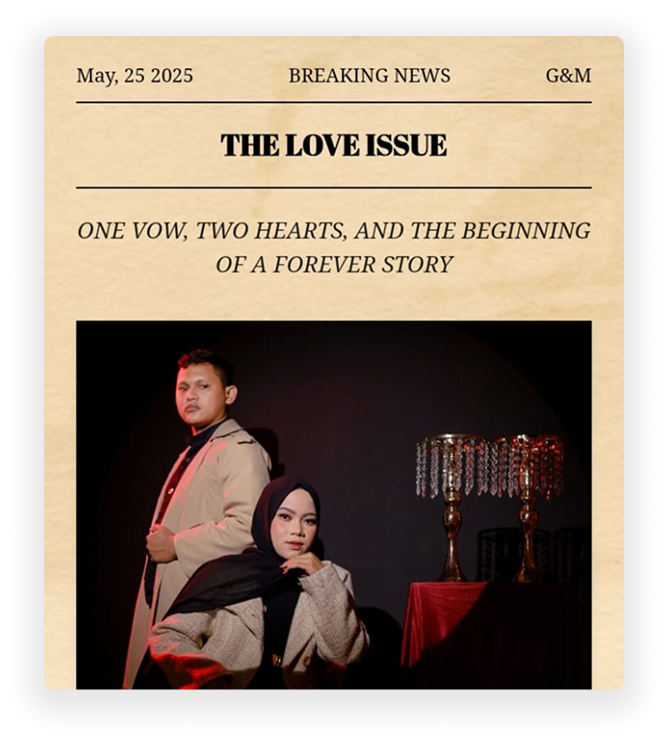 May, 25 2025 BREAKING NEWS G&M
THE LOVE ISSUE
ONE VOW, TWO HEARTS, AND THE BEGINNING
OF A FOREVER STORY